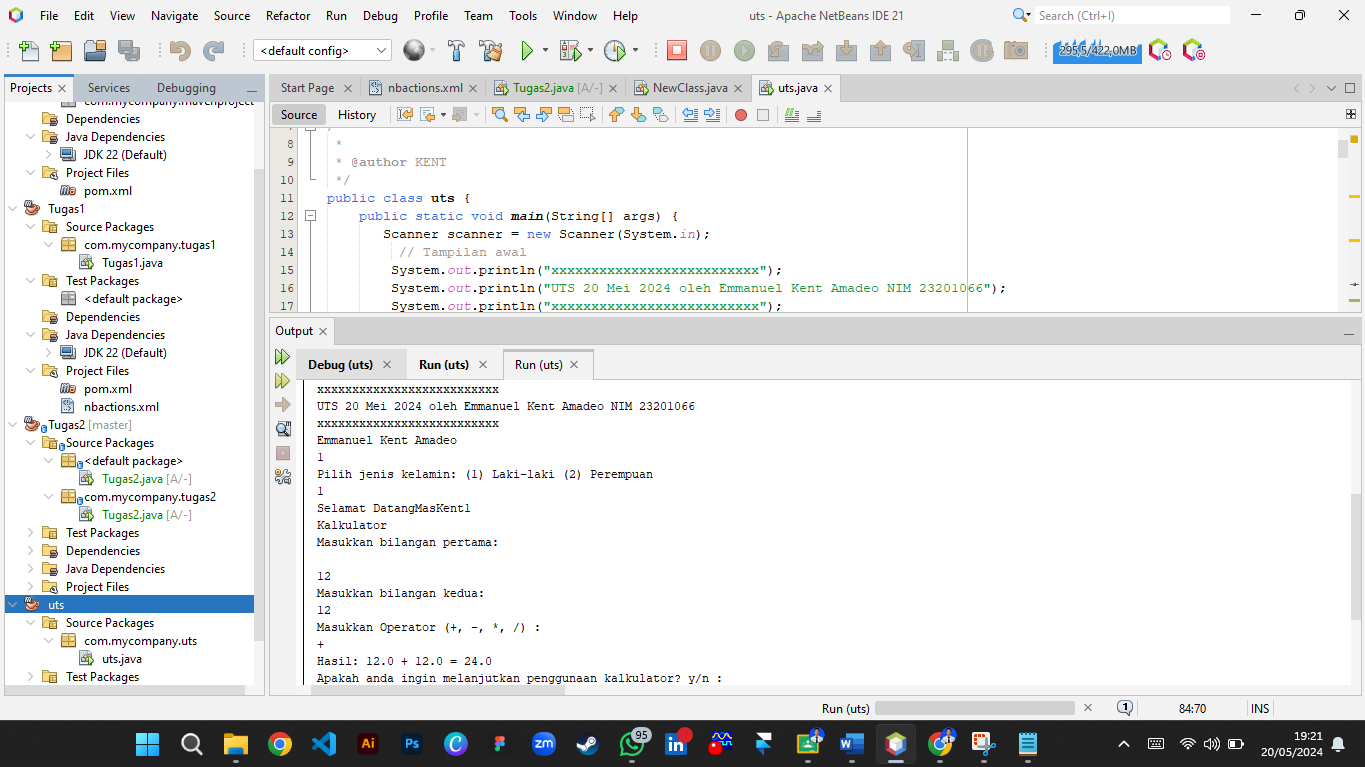 File Edit View Navigate Source Refactor Run Debug Profile Team Tools Window Help
uts - Apache NetBeans IDE 21
Search (Ctrl+I)
<default config>
295,5/422,0MB
Projects Services Debugging
com.mycompany.mavenproject
Dependencies
Java Dependencies
JDK 22 (Default)
Project Files
pom.xml
Tugas1
Source Packages
com.mycompany.tugas1
Tugas1.java
Test Packages
<default package>
Dependencies
Java Dependencies
JDK 22 (Default)
Project Files
pom.xml
nbactions.xml
Tugas2 [master]
Source Packages
<default package>
Tugas2.java [A/-]
com.mycompany.tugas2
Tugas2.java [A/-]
Test Packages
Dependencies
Java Dependencies
Project Files
uts
Source Packages
com.mycompany.uts
uts.java
Test Packages
Start Page nbactions.xml Tugas2.java [A/-] NewClass.java uts.java
Source History
8 *
9 * @author KENT
10 */
11 public class uts {
12 public static void main(String[] args) {
13 Scanner scanner = new Scanner(System.in);
14 // Tampilan awal
15 System.out.println("xxxxxxxxxxxxxxxxxxxxxxxxxx");
16 System.out.println("UTS 20 Mei 2024 oleh Emmanuel Kent Amadeo NIM 23201066");
17 System.out.println("xxxxxxxxxxxxxxxxxxxxxxxxxx");
Output
Debug (uts) Run (uts) Run (uts)
xxxxxxxxxxxxxxxxxxxxxxxxxx
UTS 20 Mei 2024 oleh Emmanuel Kent Amadeo NIM 23201066
xxxxxxxxxxxxxxxxxxxxxxxxxx
Emmanuel Kent Amadeo
1
Pilih jenis kelamin: (1) Laki-laki (2) Perempuan
1
Selamat DatangMasKent1
Kalkulator
Masukkan bilangan pertama:
12
Masukkan bilangan kedua:
12
Masukkan Operator (+, -, *, /) :
+
Hasil: 12.0 + 12.0 = 24.0
Apakah anda ingin melanjutkan penggunaan kalkulator? y/n :
Run (uts)
1
84:70
INS
Ai
Ps
zm
95
in
W
19:21
20/05/2024